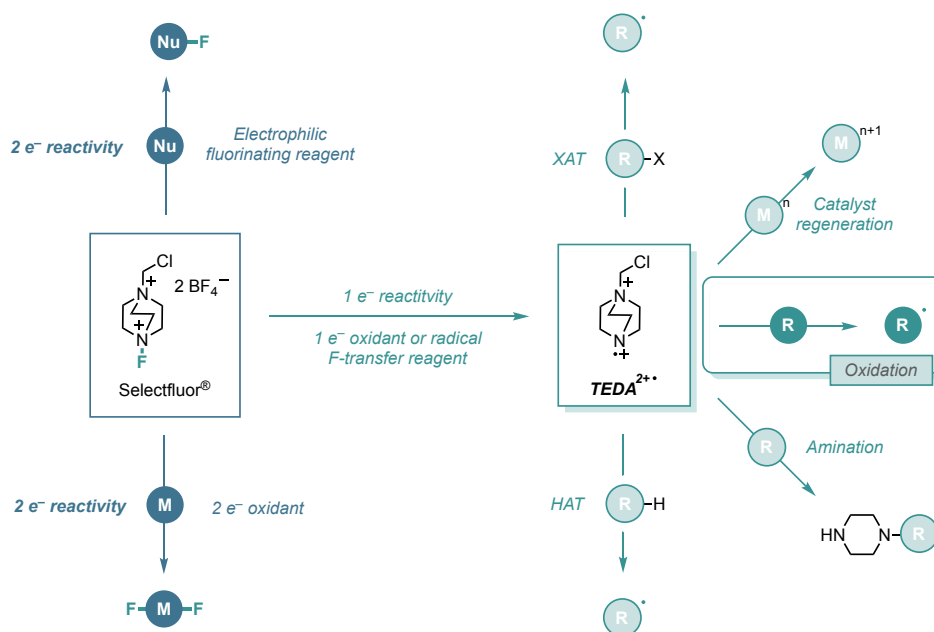 Nu–F
R•
2 e⁻ reactivity
Nu
Electrophilic
fluorinating reagent
XAT
R–X
M n+1
M n
Catalyst
regeneration
Cl
N+
2 BF₄⁻
N+
F
Selectfluor®
1 e⁻ reactitvity
1 e⁻ oxidant or radical
F-transfer reagent
Cl
N+
N•+
TEDA²⁺•
R
R•
Oxidation
2 e⁻ reactivity
M
2 e⁻ oxidant
HAT
R–H
R
Amination
HN
N–R
F–M–F
R•